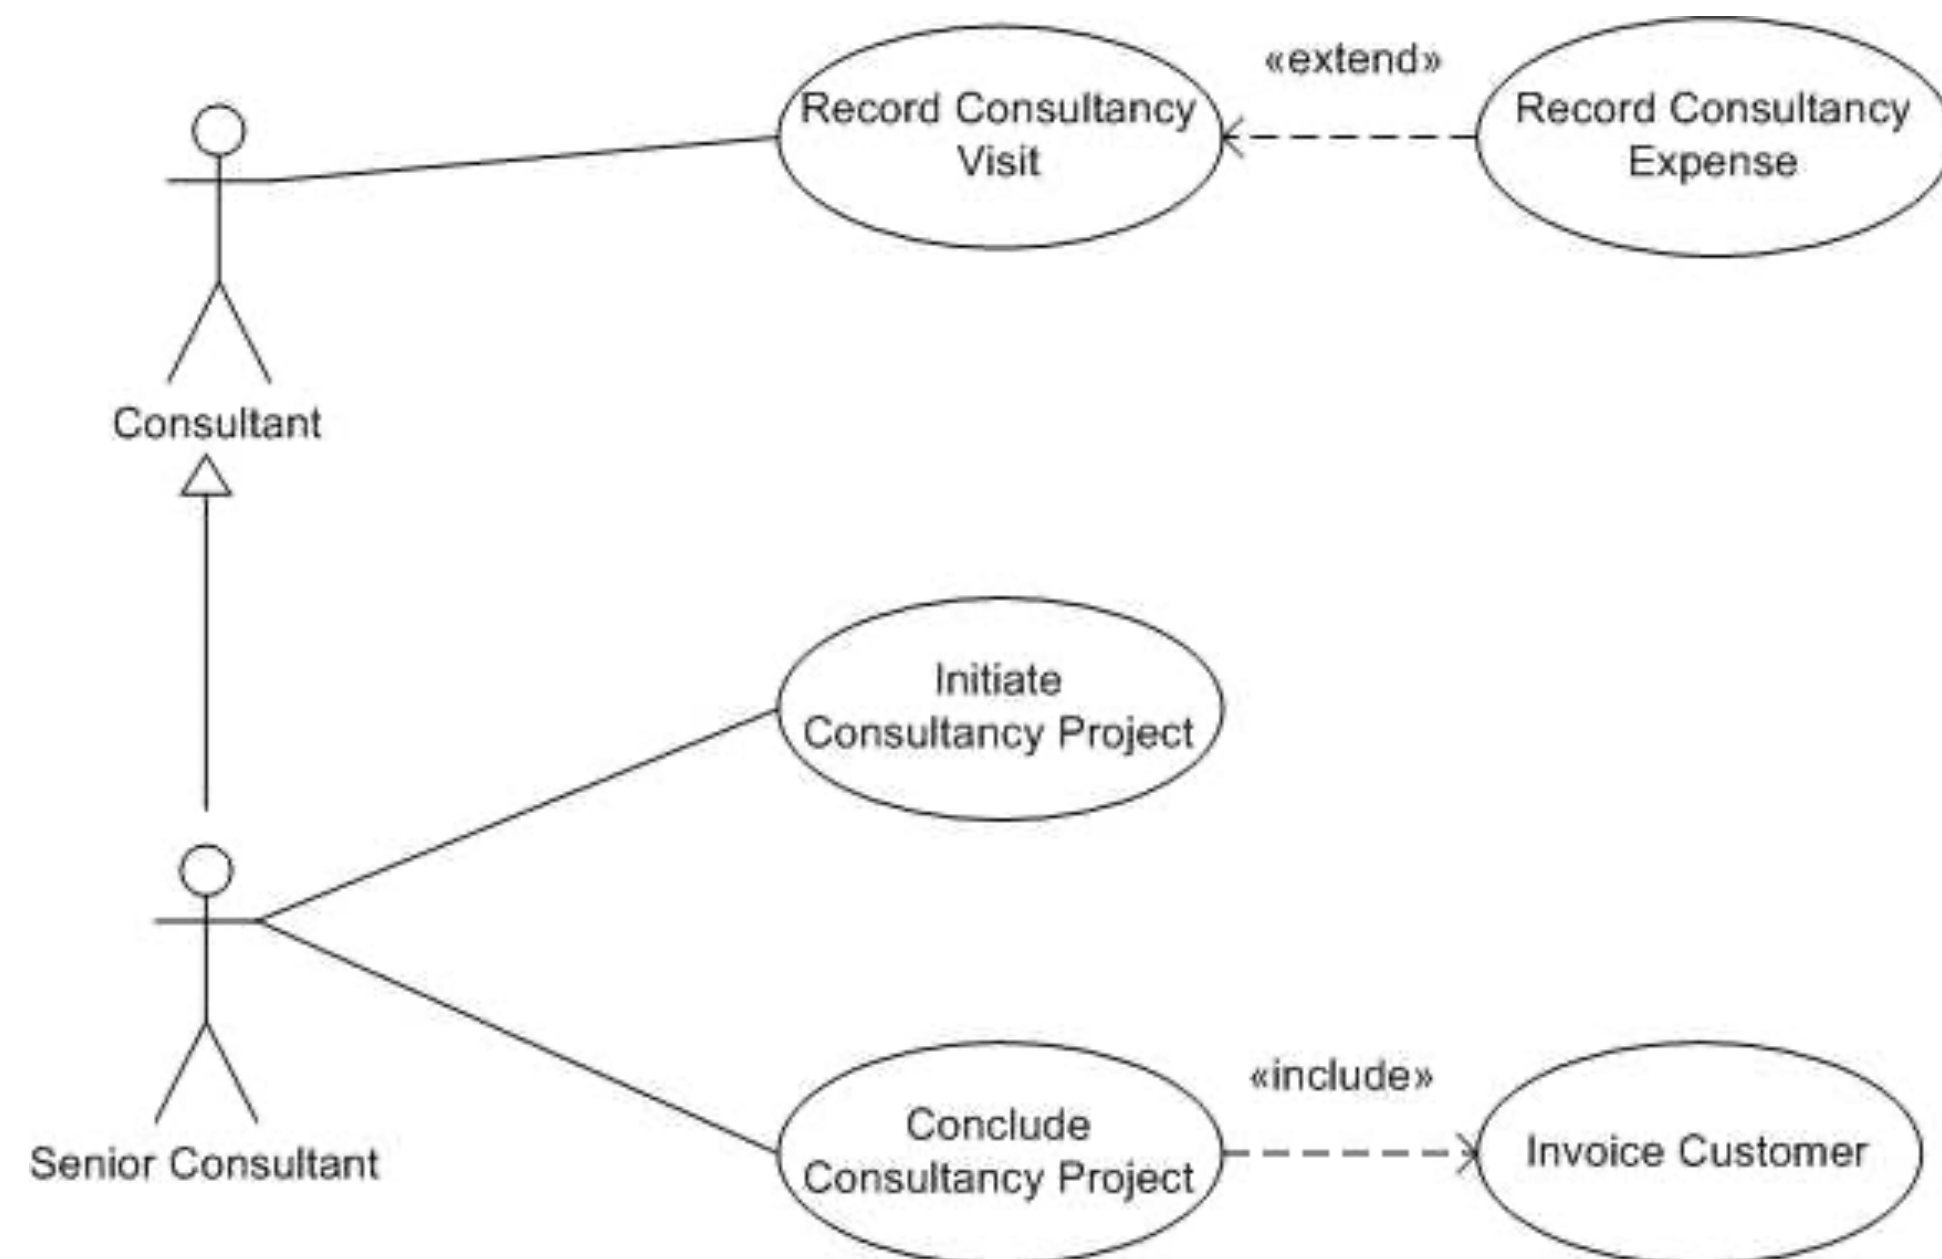 «extend»
Record Consultancy
Visit
Record Consultancy
Expense
Consultant
Initiate
Consultancy Project
«include»
Conclude
Consultancy Project
Invoice Customer
Senior Consultant